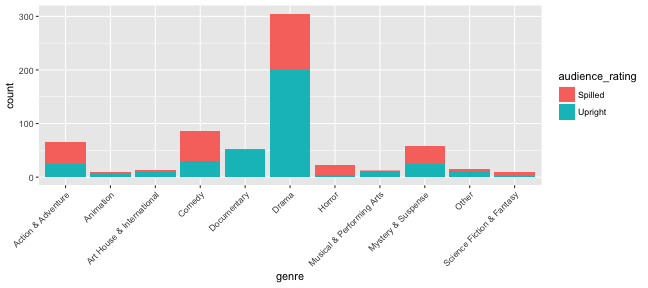 300
200
100
0
count
Action & Adventure
Animation
Art House & International
Comedy
Documentary
Drama
Horror
Musical & Performing Arts
Mystery & Suspense
Other
Science Fiction & Fantasy
genre
audience_rating
Spilled
Upright